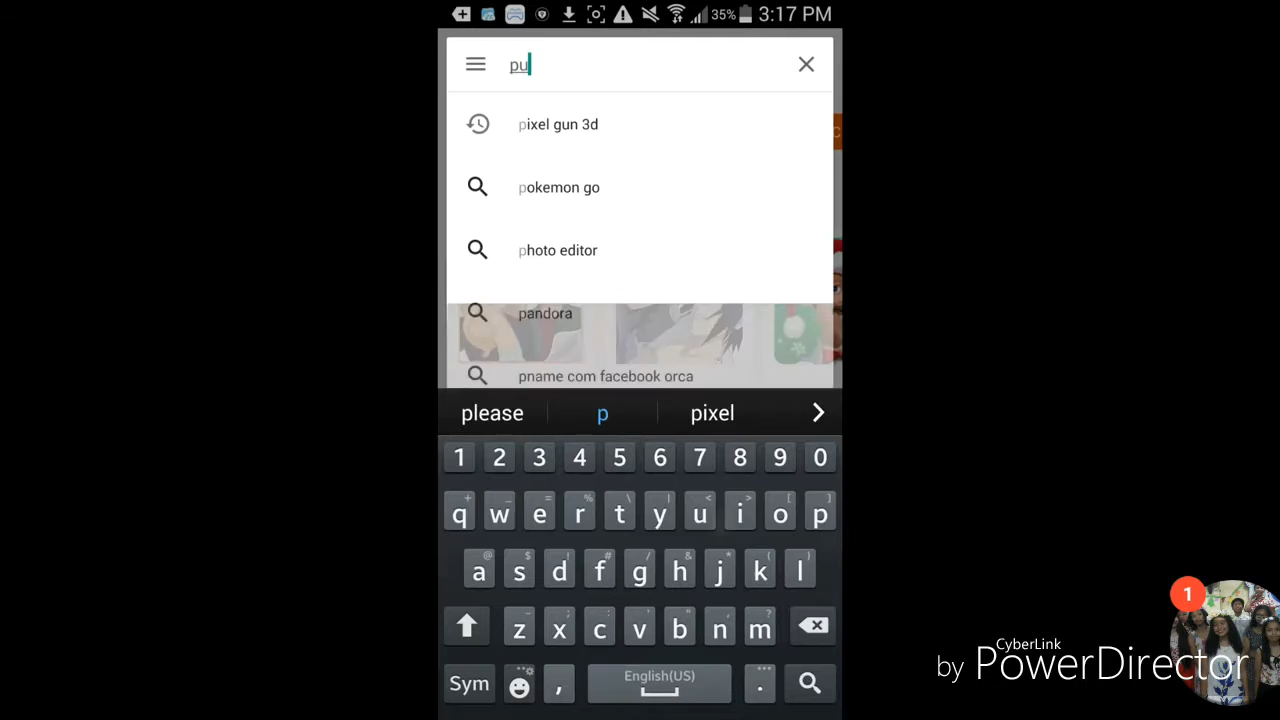 35% 3:17 PM
pu
pixel gun 3d
pokemon go
photo editor
pandora
pname com facebook orca
please p pixel
1 2 3 4 5 6 7 8 9 0
q w e r t y u i o p
a s d f g h j k l
z x c v b n m
Sym , English(US) .
1
CyberLink
by PowerDirector